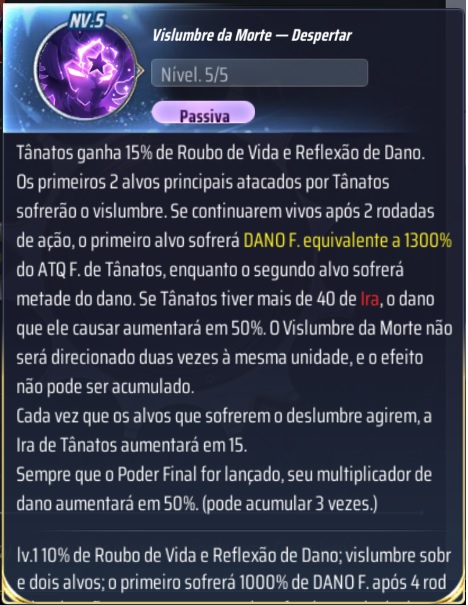 NV.5
Vislumbre da Morte — Despertar
Nível. 5/5
Passiva
Tânatos ganha 15% de Roubo de Vida e Reflexão de Dano.
Os primeiros 2 alvos principais atacados por Tânatos
sofrerão o vislumbre. Se continuarem vivos após 2 rodadas
de ação, o primeiro alvo sofrerá DANO F. equivalente a 1300%
do ATQ F. de Tânatos, enquanto o segundo alvo sofrerá
metade do dano. Se Tânatos tiver mais de 40 de Ira, o dano
que ele causar aumentará em 50%. O Vislumbre da Morte não
será direcionado duas vezes à mesma unidade, e o efeito
não pode ser acumulado.
Cada vez que os alvos que sofrerem o deslumbre agirem, a
Ira de Tânatos aumentará em 15.
Sempre que o Poder Final for lançado, seu multiplicador de
dano aumentará em 50%. (pode acumular 3 vezes.)
lv.1 10% de Roubo de Vida e Reflexão de Dano; vislumbre sobr
e dois alvos; o primeiro sofrerá 1000% de DANO F. após 4 rod